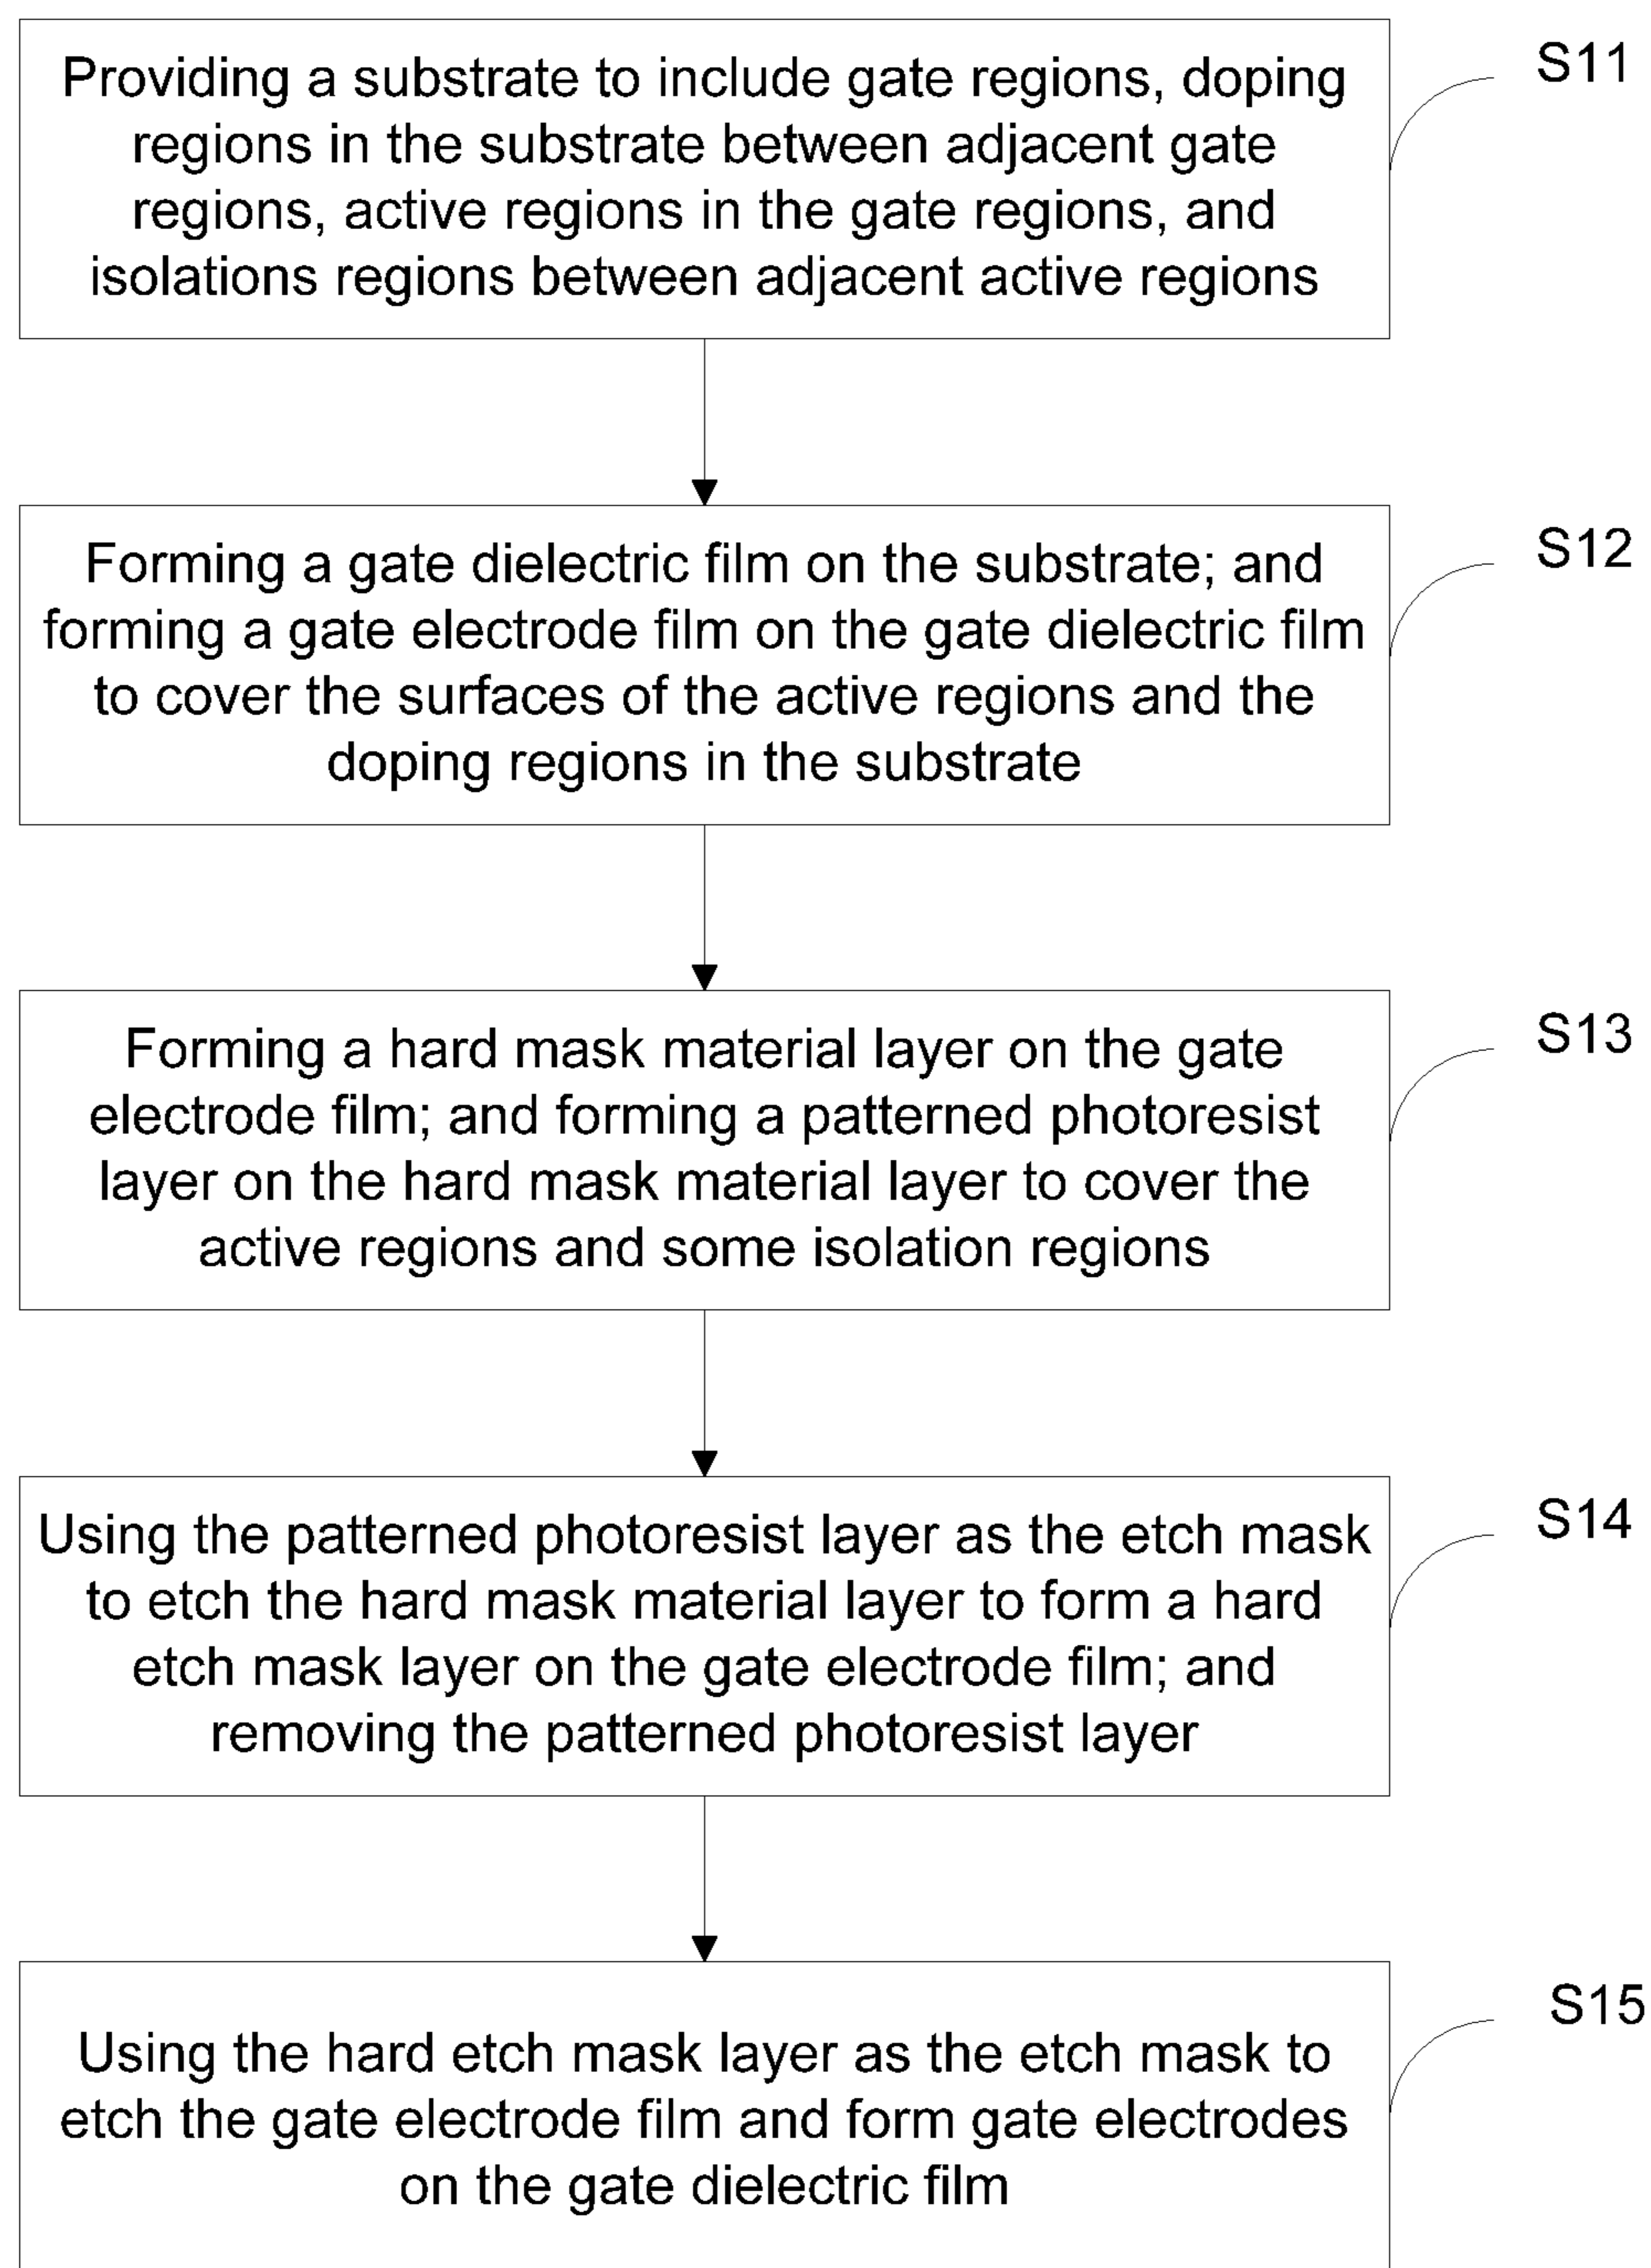 Providing a substrate to include gate regions, doping
regions in the substrate between adjacent gate
regions, active regions in the gate regions, and
isolations regions between adjacent active regions
S11
Forming a gate dielectric film on the substrate; and
forming a gate electrode film on the gate dielectric film
to cover the surfaces of the active regions and the
doping regions in the substrate
S12
Forming a hard mask material layer on the gate
electrode film; and forming a patterned photoresist
layer on the hard mask material layer to cover the
active regions and some isolation regions
S13
Using the patterned photoresist layer as the etch mask
to etch the hard mask material layer to form a hard
etch mask layer on the gate electrode film; and
removing the patterned photoresist layer
S14
Using the hard etch mask layer as the etch mask to
etch the gate electrode film and form gate electrodes
on the gate dielectric film
S15